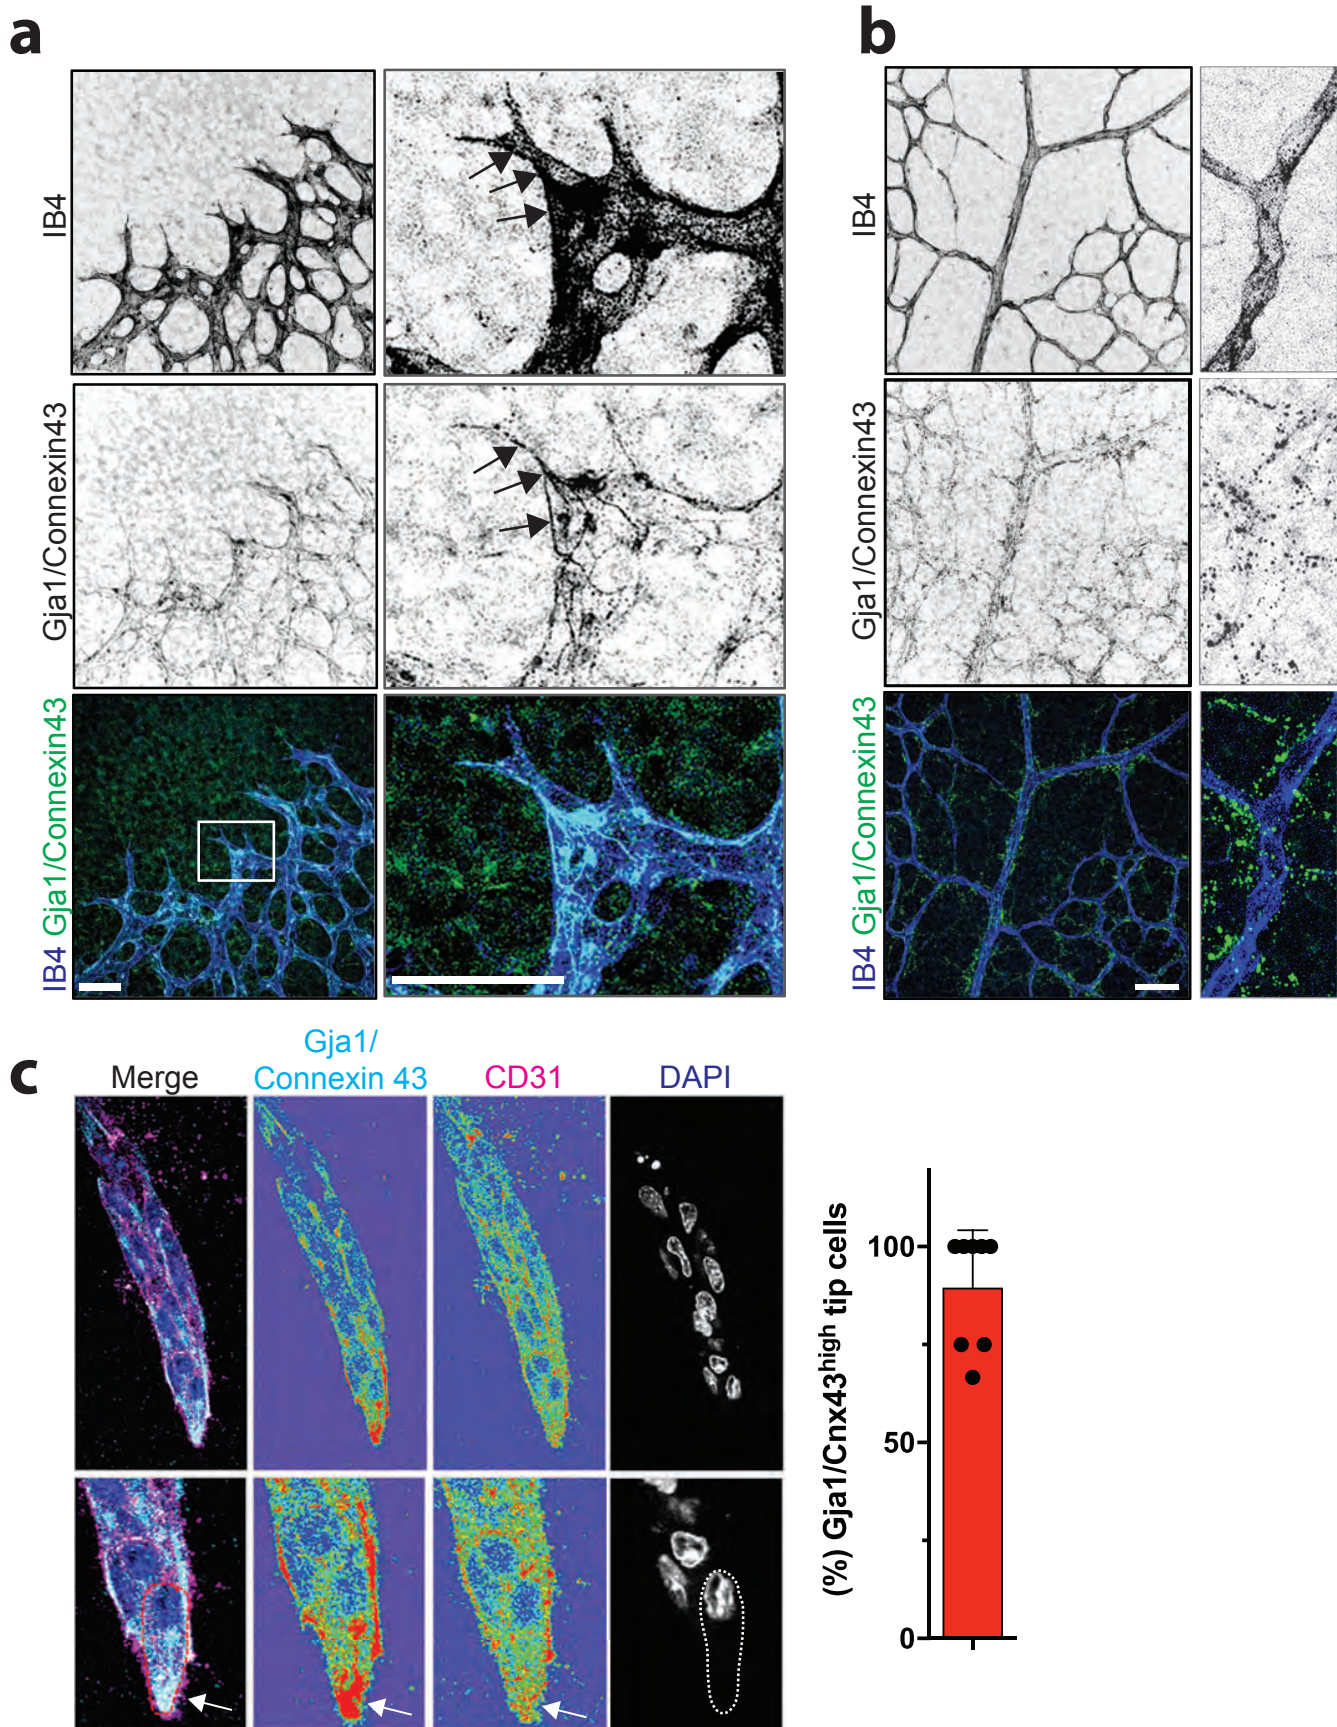 a
b
IB4
Gja1/Connexin43
IB4 Gja1/Connexin43
IB4
Gja1/Connexin43
IB4 Gja1/Connexin43
c
Merge
Gja1/
Connexin 43
CD31
DAPI
(%) Gja1/Cnx43high tip cells
100
50
0